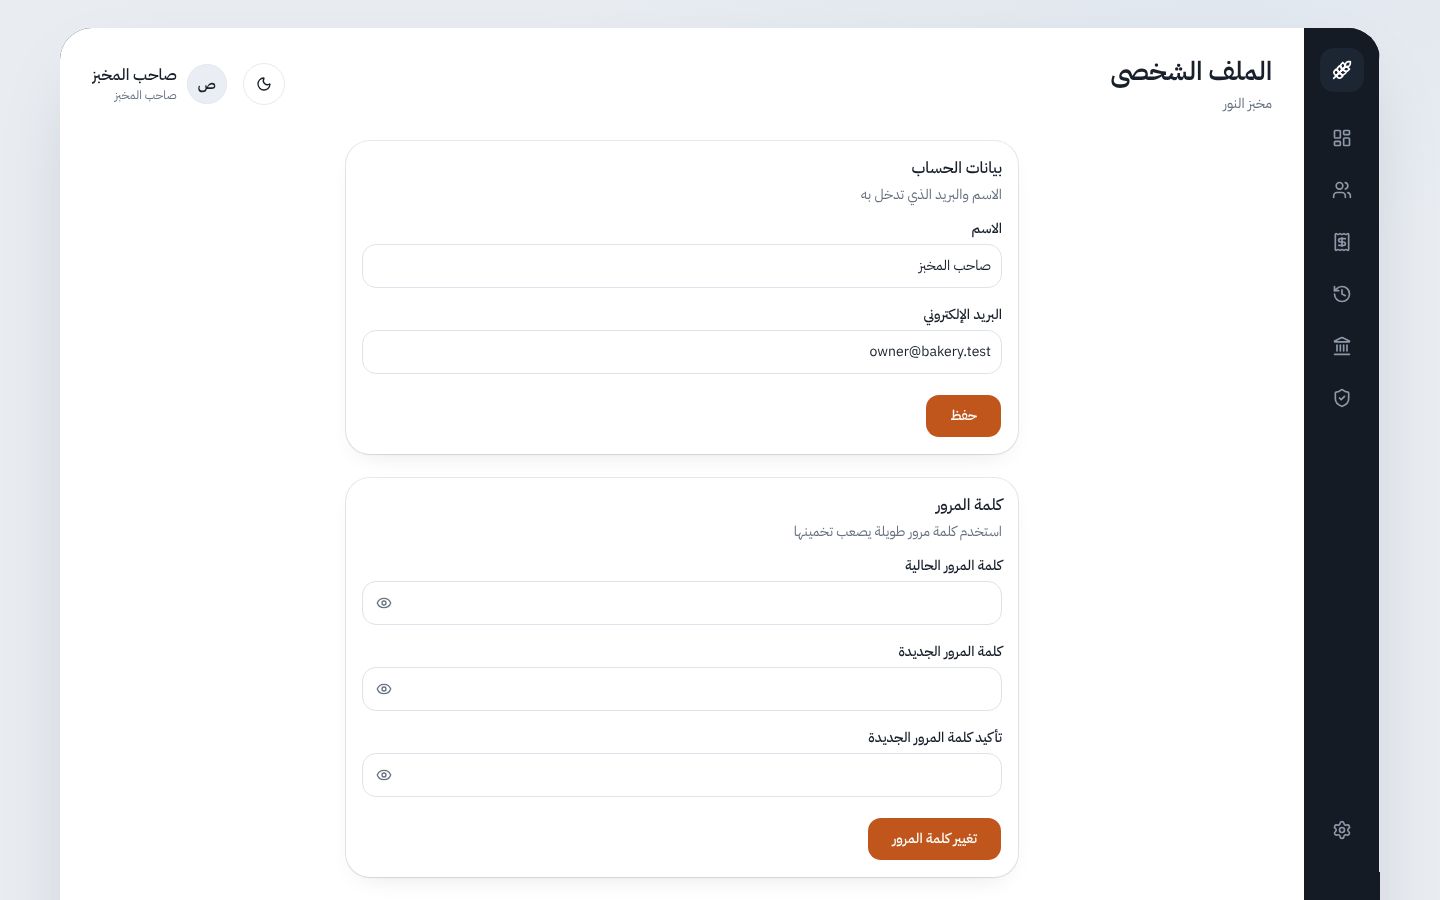 الملف الشخصي
مخبز النور
ص
صاحب المخبز
صاحب المخبز
بيانات الحساب
الاسم والبريد الذي تدخل به
الاسم
صاحب المخبز
البريد الإلكتروني
owner@bakery.test
حفظ
كلمة المرور
استخدم كلمة مرور طويلة يصعب تخمينها
كلمة المرور الحالية
كلمة المرور الجديدة
تأكيد كلمة المرور الجديدة
تغيير كلمة المرور